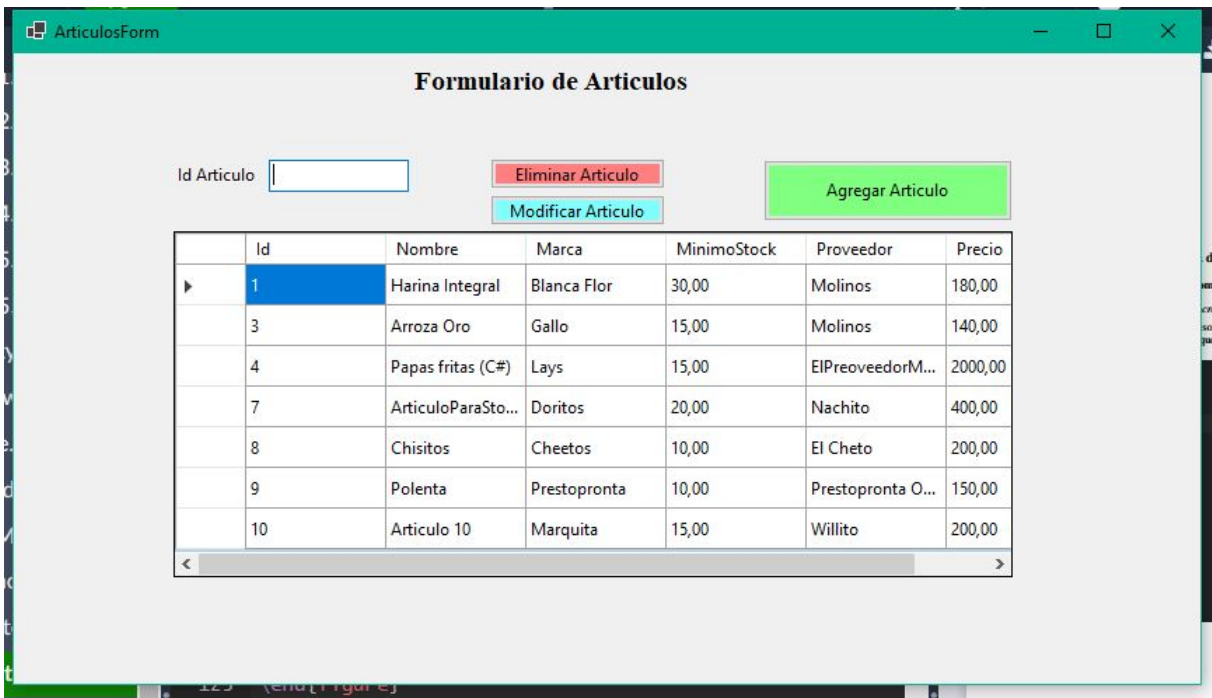 ArticulosForm
Formulario de Articulos
Id Articulo
Eliminar Articulo
Agregar Articulo
Modificar Articulo
Id Nombre Marca MinimoStock Proveedor Precio
1 Harina Integral Blanca Flor 30,00 Molinos 180,00
3 Arroza Oro Gallo 15,00 Molinos 140,00
4 Papas fritas (C#) Lays 15,00 ElPreoveedorM... 2000,00
7 ArticuloParaSto... Doritos 20,00 Nachito 400,00
8 Chisitos Cheetos 10,00 El Cheto 200,00
9 Polenta Prestopronta 10,00 Prestopronta O... 150,00
10 Articulo 10 Marquita 15,00 Willito 200,00